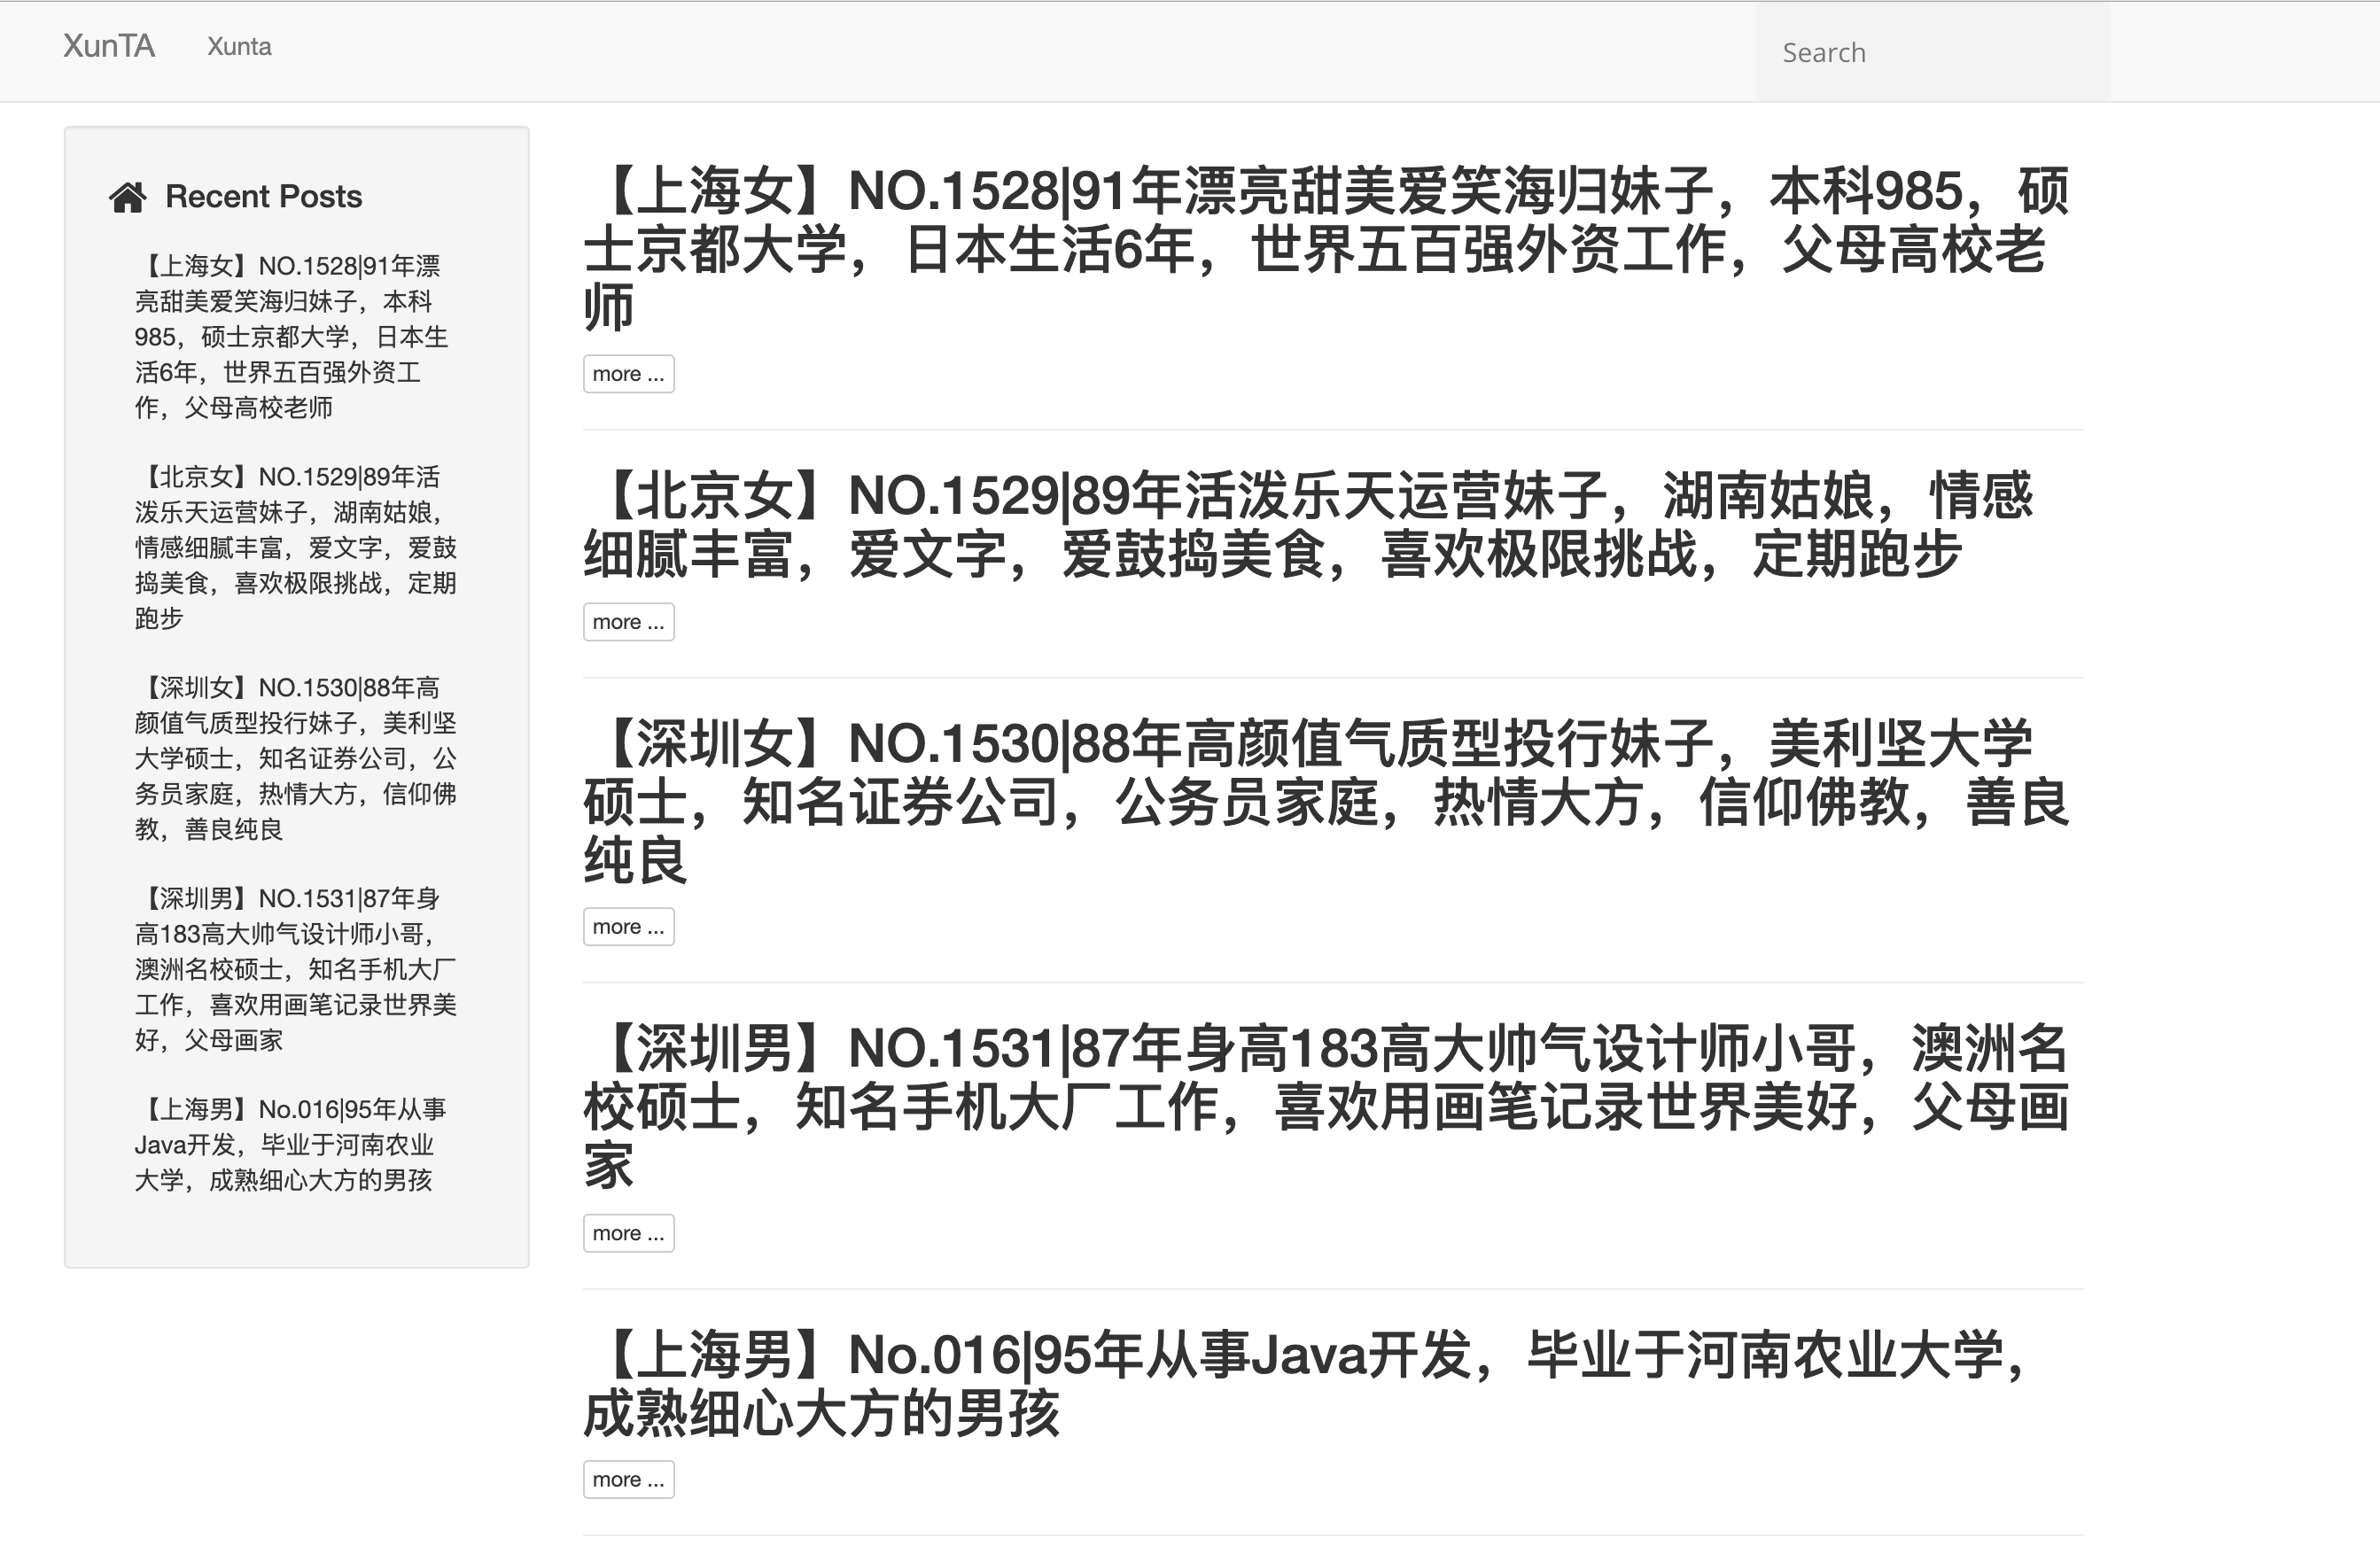 XunTA
Xunta
Search
Recent Posts
【上海女】NO.1528|91年漂
亮甜美爱笑海归妹子，本科
985，硕士京都大学，日本生
活6年，世界五百强外资工
作，父母高校老师
【北京女】NO.1529|89年活
泼乐天运营妹子，湖南姑娘，
情感细腻丰富，爱文字，爱鼓
捣美食，喜欢极限挑战，定期
跑步
【深圳女】NO.1530|88年高
颜值气质型投行妹子，美利坚
大学硕士，知名证券公司，公
务员家庭，热情大方，信仰佛
教，善良纯良
【深圳男】NO.1531|87年身
高183高大帅气设计师小哥，
澳洲名校硕士，知名手机大厂
工作，喜欢用画笔记录世界美
好，父母画家
【上海男】No.016|95年从事
Java开发，毕业于河南农业
大学，成熟细心大方的男孩
【上海女】NO.1528|91年漂亮甜美爱笑海归妹子，本科985，硕
士京都大学，日本生活6年，世界五百强外资工作，父母高校老
师
more ...
【北京女】NO.1529|89年活泼乐天运营妹子，湖南姑娘，情感
细腻丰富，爱文字，爱鼓捣美食，喜欢极限挑战，定期跑步
more ...
【深圳女】NO.1530|88年高颜值气质型投行妹子，美利坚大学
硕士，知名证券公司，公务员家庭，热情大方，信仰佛教，善良
纯良
more ...
【深圳男】NO.1531|87年身高183高大帅气设计师小哥，澳洲名
校硕士，知名手机大厂工作，喜欢用画笔记录世界美好，父母画
家
more ...
【上海男】No.016|95年从事Java开发，毕业于河南农业大学，
成熟细心大方的男孩
more ...